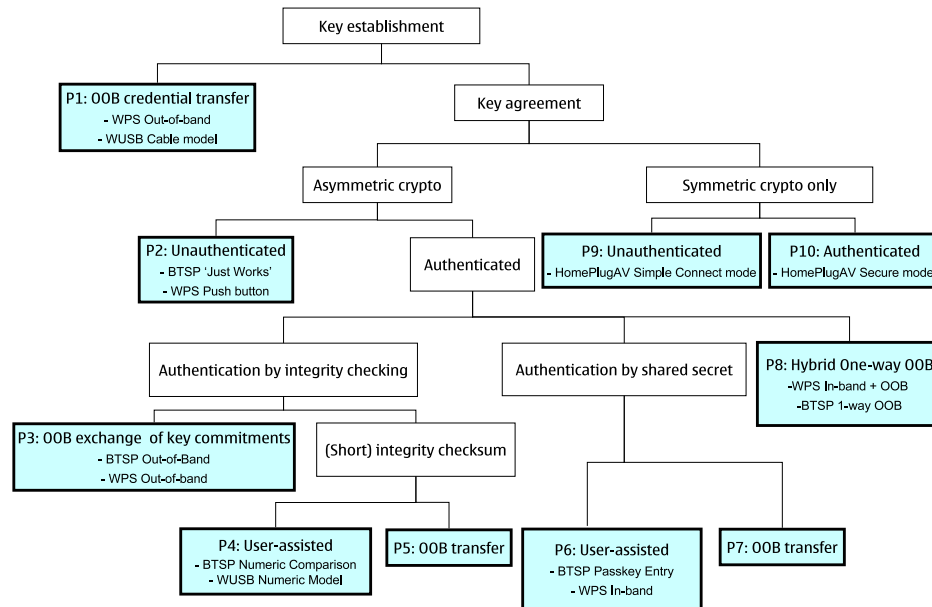 Key establishment
P1: OOB credential transfer
- WPS Out-of-band
- WUSB Cable model
Key agreement
Asymmetric crypto
Symmetric crypto only
P2: Unauthenticated
- BTSP ‘Just Works’
- WPS Push button
Authenticated
P9: Unauthenticated
- HomePlugAV Simple Connect mode
P10: Authenticated
- HomePlugAV Secure mode
Authentication by integrity checking
Authentication by shared secret
P8: Hybrid One-way OOB
-WPS In-band + OOB
-BTSP 1-way OOB
P3: OOB exchange of key commitments
- BTSP Out-of-Band
- WPS Out-of-band
(Short) integrity checksum
P4: User-assisted
- BTSP Numeric Comparison
- WUSB Numeric Model
P5: OOB transfer
P6: User-assisted
- BTSP Passkey Entry
- WPS In-band
P7: OOB transfer